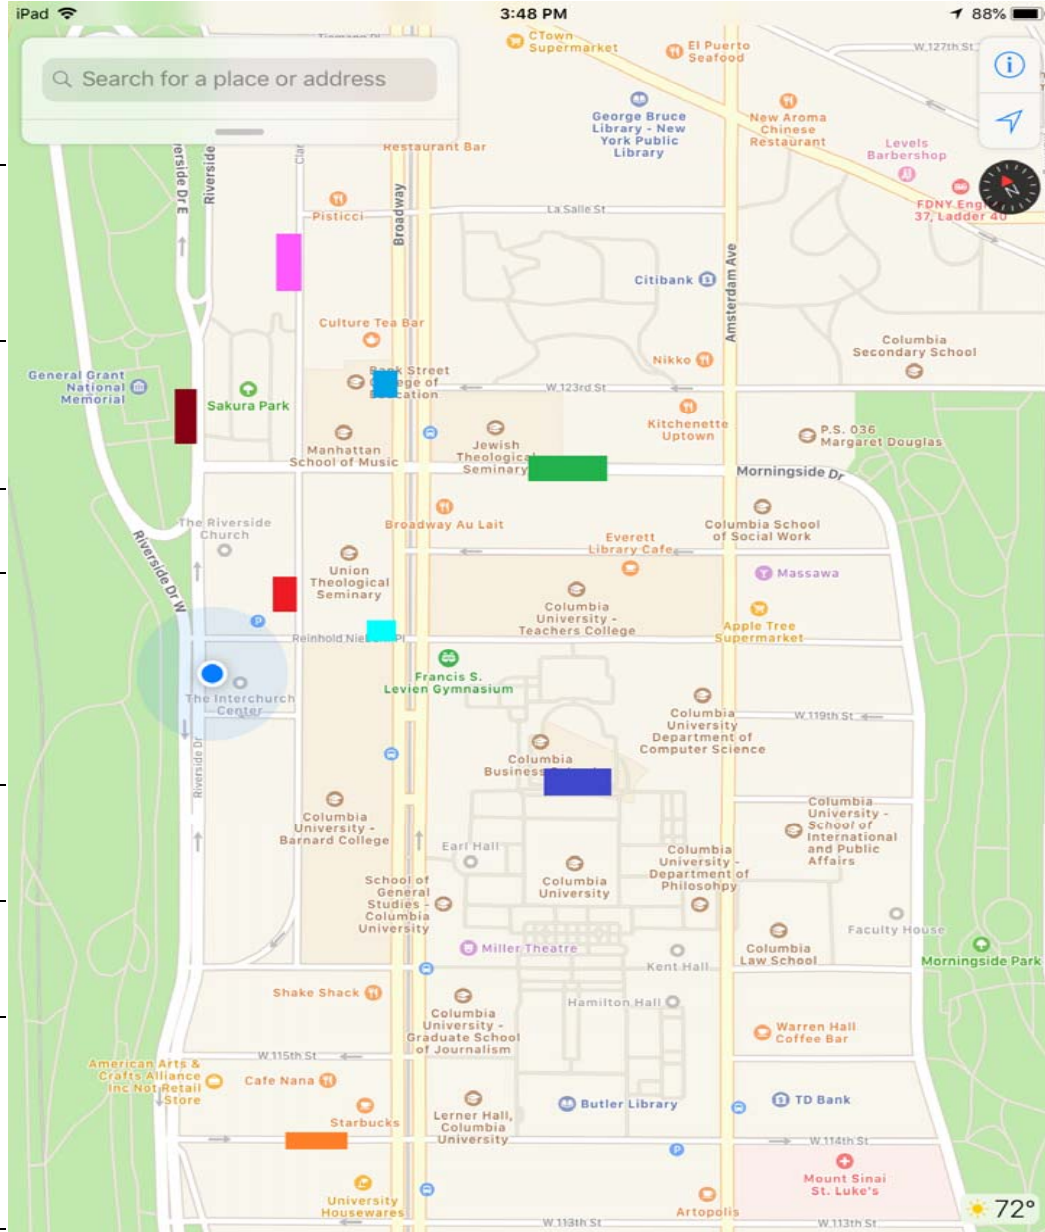 iPad
3:48 PM
88%
Search for a place or address
CTown
Supermarket
El Puerto
Seafood
W 127th St
George Bruce
Library - New
York Public
Library
New Aroma
Chinese
Restaurant
Levels
Barbershop
FDNY
37, Ladder 40
Riverside
Restaurant Bar
Broadway
Pisticci
La Salle St
Citibank
Amsterdam Ave
Culture Tea Bar
Nikko
Columbia
Secondary School
General Grant
National
Memorial
Sakura Park
Bank Street
of
W 123rd St
Kitchenette
Uptown
P.S. 036
Margaret Douglas
Manhattan
School of Music
Jewish
Theological
Seminary
Morningside Dr
The Riverside
Church
Broadway Au Lait
Columbia School
of Social Work
Everett
Library Cafe
Riverside Dr W
Union
Theological
Seminary
Massawa
Columbia
University -
Teachers College
Apple Tree
Supermarket
Reinhold
Pl
Francis S.
Levien Gymnasium
The Interchurch
Center
Columbia
University
Department of
Computer Science
W 119th St
Riverside Dr
Columbia
Business
Columbia
University -
Barnard College
Columbia
University -
School of
International
and Public
Affairs
Earl Hall
Columbia
University
Columbia
University -
Department of
Philosohpy
School of
General
Studies -
Columbia
University
Faculty House
Miller Theatre
Kent Hall
Columbia
Law School
Morningside Park
Shake Shack
Hamilton Hall
Columbia
University -
Graduate School
of Journalism
Warren Hall
Coffee Bar
W 115th St
American Arts &
Crafts Alliance
Inc Not Retail
Store
Cafe Nana
Starbucks
Lerner Hall,
Columbia
University
Butler Library
TD Bank
W 114th St
Mount Sinai
St. Luke's
University
Housewares
Artopolis
W 113th St
W 113th St
72°